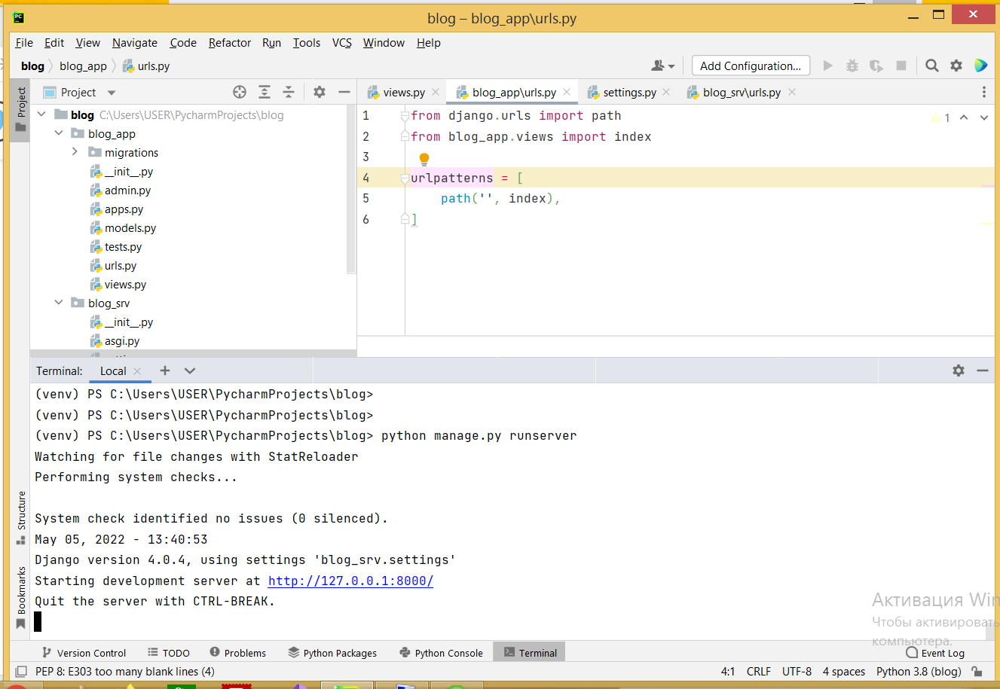 blog – blog_app\urls.py
File Edit View Navigate Code Refactor Run Tools VCS Window Help
blog blog_app urls.py Add Configuration...
Project
Project views.py blog_app\urls.py settings.py blog_srv\urls.py
blog C:\Users\USER\PycharmProjects\blog
blog_app
migrations
__init__.py
admin.py
apps.py
models.py
tests.py
urls.py
views.py
blog_srv
__init__.py
asgi.py
1 from django.urls import path
2 from blog_app.views import index
3
4 urlpatterns = [
5 path('', index),
6 ]
1
Terminal: Local
(venv) PS C:\Users\USER\PycharmProjects\blog>
(venv) PS C:\Users\USER\PycharmProjects\blog>
(venv) PS C:\Users\USER\PycharmProjects\blog> python manage.py runserver
Watching for file changes with StatReloader
Performing system checks...
System check identified no issues (0 silenced).
May 05, 2022 - 13:40:53
Django version 4.0.4, using settings 'blog_srv.settings'
Starting development server at http://127.0.0.1:8000/
Quit the server with CTRL-BREAK.
Structure
Bookmarks
Активация Win
Чтобы активировать
компьютера.
Version Control TODO Problems Python Packages Python Console Terminal Event Log
PEP 8: E303 too many blank lines (4) 4:1 CRLF UTF-8 4 spaces Python 3.8 (blog)